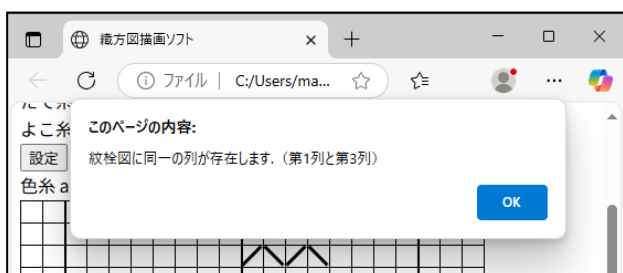 織方図描画ソフト
ファイル | C:/Users/ma...
よこ糸
設定
色糸 a
このページの内容:
紋栓図に同一の列が存在します.（第1列と第3列）
OK